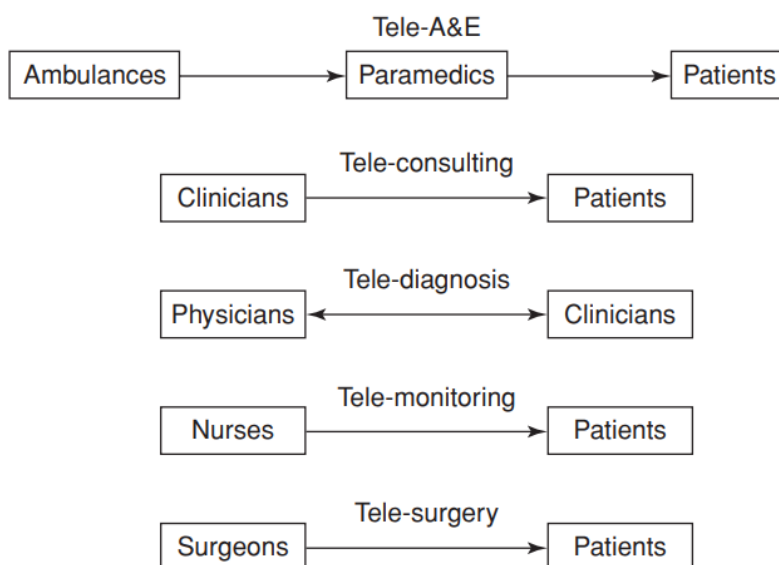 Tele-A&E
Ambulances Paramedics Patients
Tele-consulting
Clinicians Patients
Tele-diagnosis
Physicians Clinicians
Tele-monitoring
Nurses Patients
Tele-surgery
Surgeons Patients